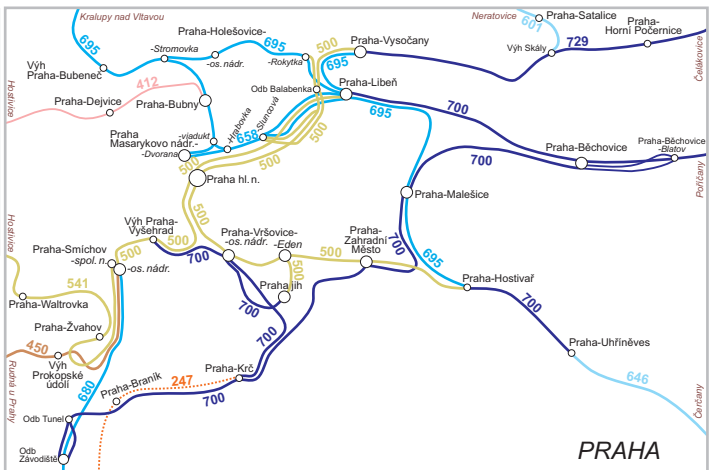 Kralupy nad Vltavou
Neratovice
695
Praha-Holešovice-
-Stromovka
-os.nádr.
695
-Rokytka
500
695
Praha-Vysočany
Praha-Satalice
601
Praha-
Horní Počernice
Výh Skály
729
Čelákovice
Výh
Praha-Bubeneč
412
Praha-Dejvice
Praha-Bubny
Odb Balabenka
Praha-Libeň
695
Hostivice
Praha
Masarykovo nádr.-
-Dvorana
-viadukt
-Hrabovka
658
Sluncová
500
500
500
700
700
Praha-Běchovice
Praha-Běchovice
-Blatov
Poříčany
Praha hl. n.
Praha-Malešice
Hostivice
500
Výh Praha-
Vyšehrad
500
500
700
Praha-Vršovice-
-os. nádr.
-Eden
500
Praha-
Zahradní
Město
500
700
695
Praha-Hostivař
Praha-Smíchov
-spol. n.
-os. nádr.
541
Praha-Waltrovka
Praha jih
700
700
700
Praha-Uhříněves
Praha-Žvahov
450
Výh
Prokopské
údolí
680
Rudná u Prahy
Praha-Braník
247
Praha-Krč
700
646
Čerčany
Odb Tunel
Odb
Závodiště
PRAHA